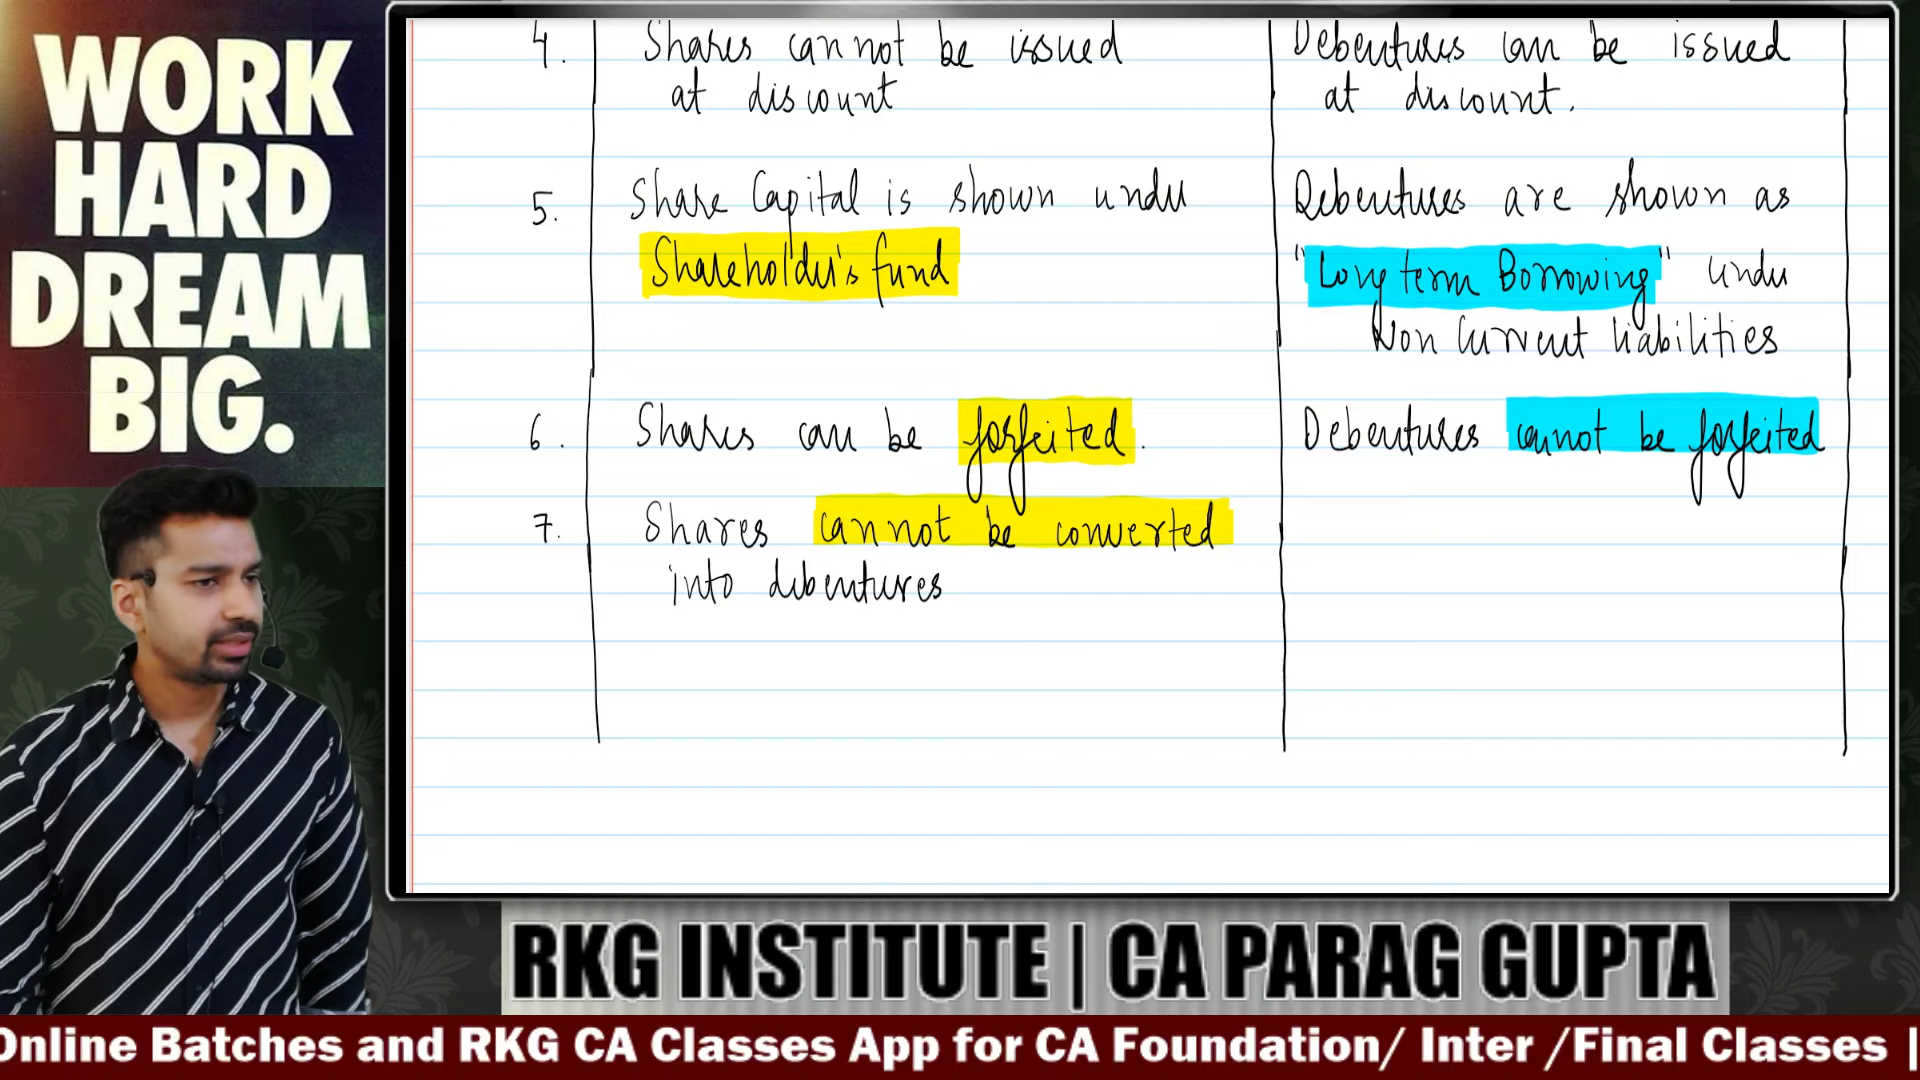 WORK
HARD
DREAM
BIG.
4. Shares cannot be issued
at discount
Debentures can be issued
at discount.
5. Share Capital is shown under
Shareholder's fund
Debentures are shown as
"Long term Borrowing" under
Non Current liabilities
6. Shares can be forfeited.
Debentures cannot be forfeited
7. Shares cannot be converted
into debentures
RKG INSTITUTE | CA PARAG GUPTA
Online Batches and RKG CA Classes App for CA Foundation/ Inter /Final Classes |